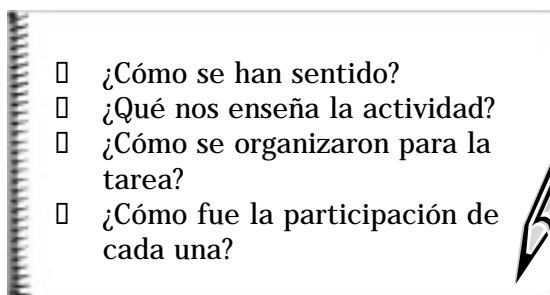 ▯ ¿Cómo se han sentido?
▯ ¿Qué nos enseña la actividad?
▯ ¿Cómo se organizaron para la
tarea?
▯ ¿Cómo fue la participación de
cada una?